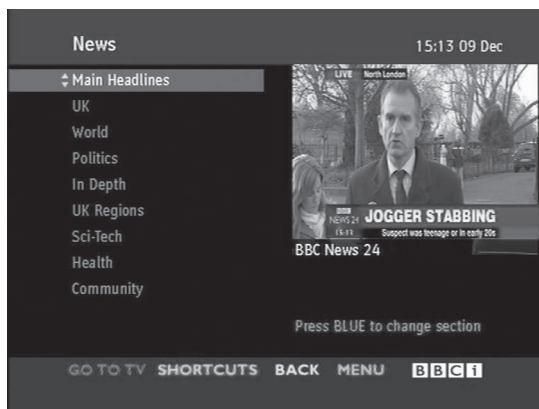 News
15:13 09 Dec
Main Headlines
UK
World
Politics
In Depth
UK Regions
Sci-Tech
Health
Community
LIVE North London
BBC
NEWS 24
15:13
JOGGER STABBING
Suspect was teenage or in early 20s
BBC News 24
Press BLUE to change section
GO TO TV SHORTCUTS BACK MENU BBCi